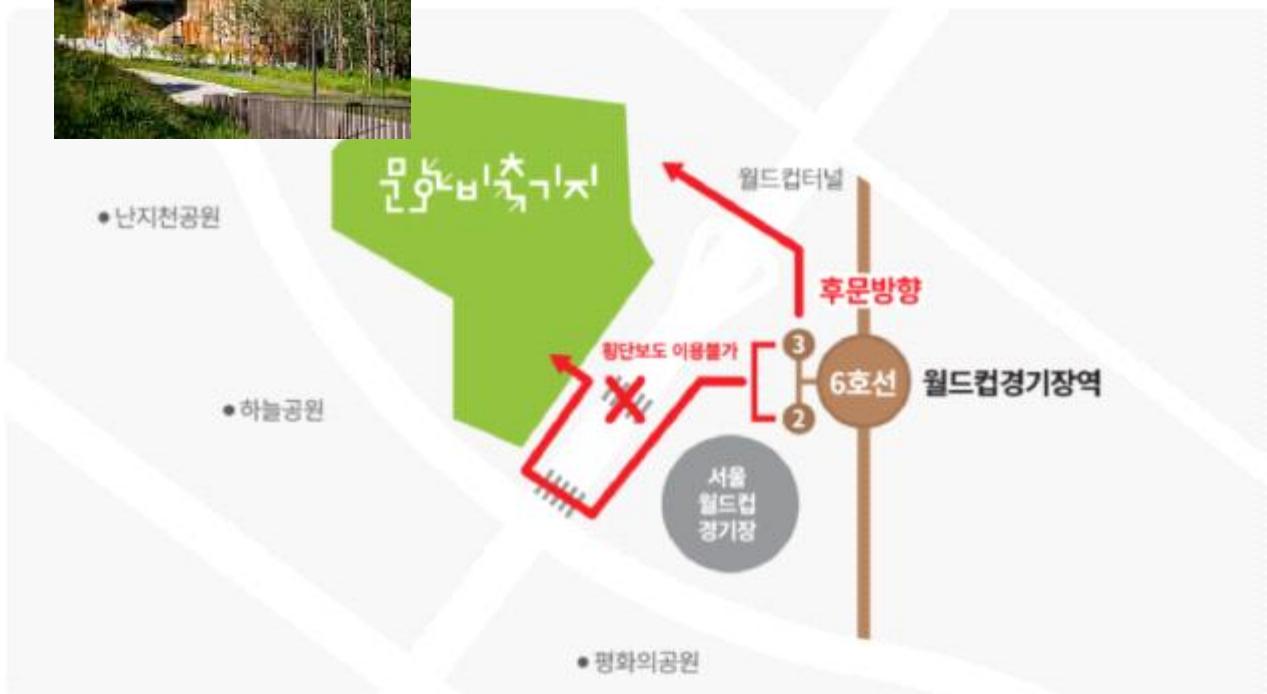 문화비축기지
월드컵터널
난지천공원
후문방향
횡단보도 이용불가
3
6호선
월드컵경기장역
2
하늘공원
서울
월드컵
경기장
평화의공원